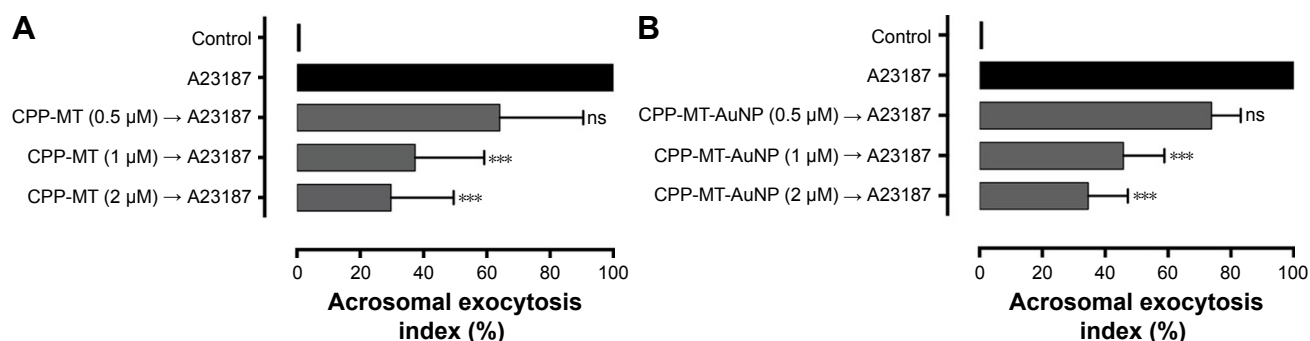 A
Control
A23187
CPP-MT (0.5 µM) → A23187
ns
CPP-MT (1 µM) → A23187
***
CPP-MT (2 µM) → A23187
***
0 20 40 60 80 100
Acrosomal exocytosis
index (%)
B
Control
A23187
CPP-MT-AuNP (0.5 µM) → A23187
ns
CPP-MT-AuNP (1 µM) → A23187
***
CPP-MT-AuNP (2 µM) → A23187
***
0 20 40 60 80 100
Acrosomal exocytosis
index (%)